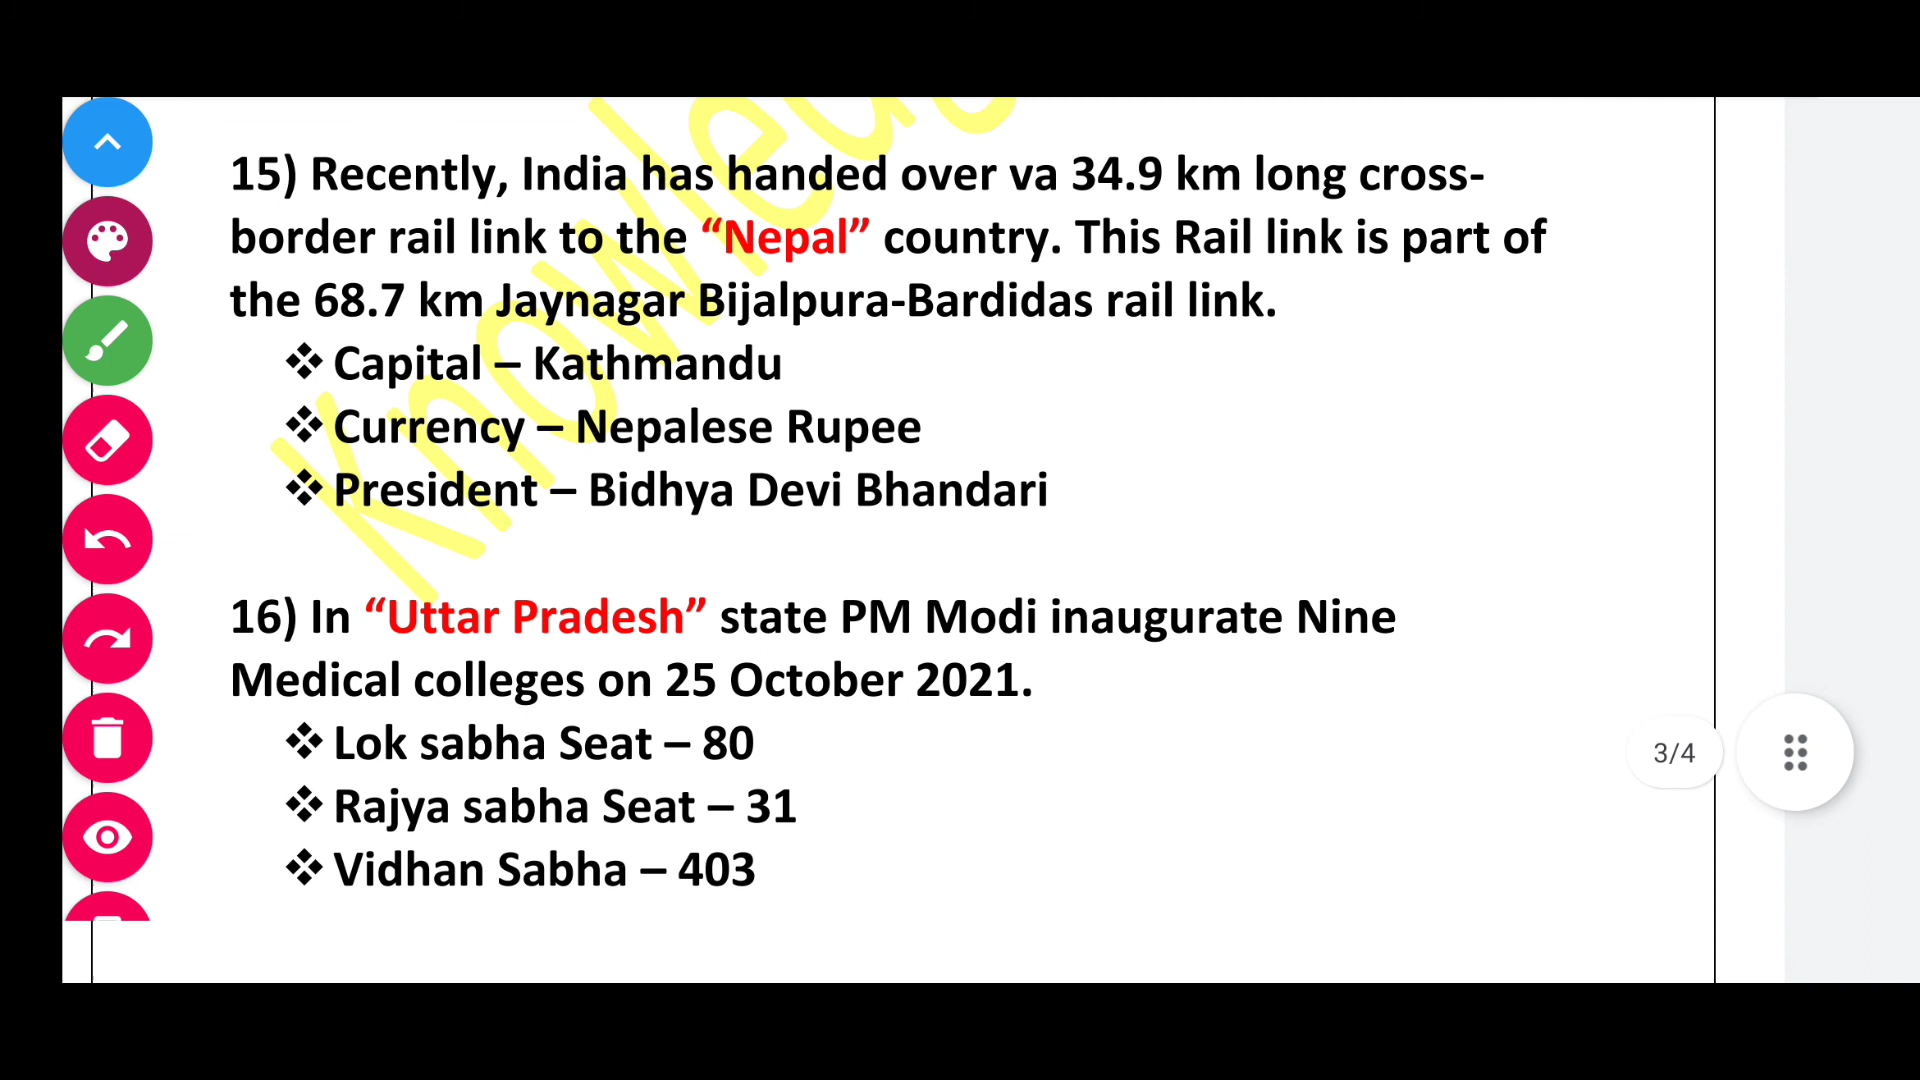 15) Recently, India has handed over va 34.9 km long cross-
border rail link to the “Nepal” country. This Rail link is part of
the 68.7 km Jaynagar Bijalpura-Bardidas rail link.
❖ Capital – Kathmandu
❖ Currency – Nepalese Rupee
❖ President – Bidhya Devi Bhandari
16) In “Uttar Pradesh” state PM Modi inaugurate Nine
Medical colleges on 25 October 2021.
❖ Lok sabha Seat – 80
3/4
❖ Rajya sabha Seat – 31
❖ Vidhan Sabha – 403